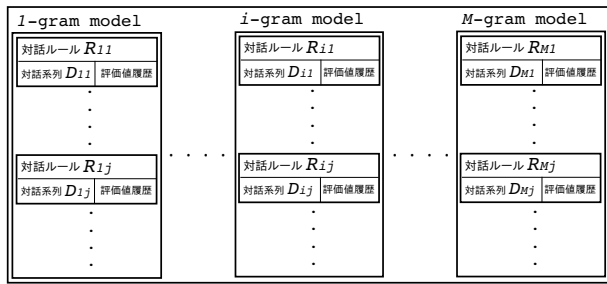 1-gram model
対話ルール R11
対話系列 D11 評価値履歴
対話ルール R1j
対話系列 D1j 評価値履歴
i-gram model
対話ルール Ri1
対話系列 Di1 評価値履歴
対話ルール Rij
対話系列 Dij 評価値履歴
M-gram model
対話ルール RM1
対話系列 DM1 評価値履歴
対話ルール RMj
対話系列 DMj 評価値履歴